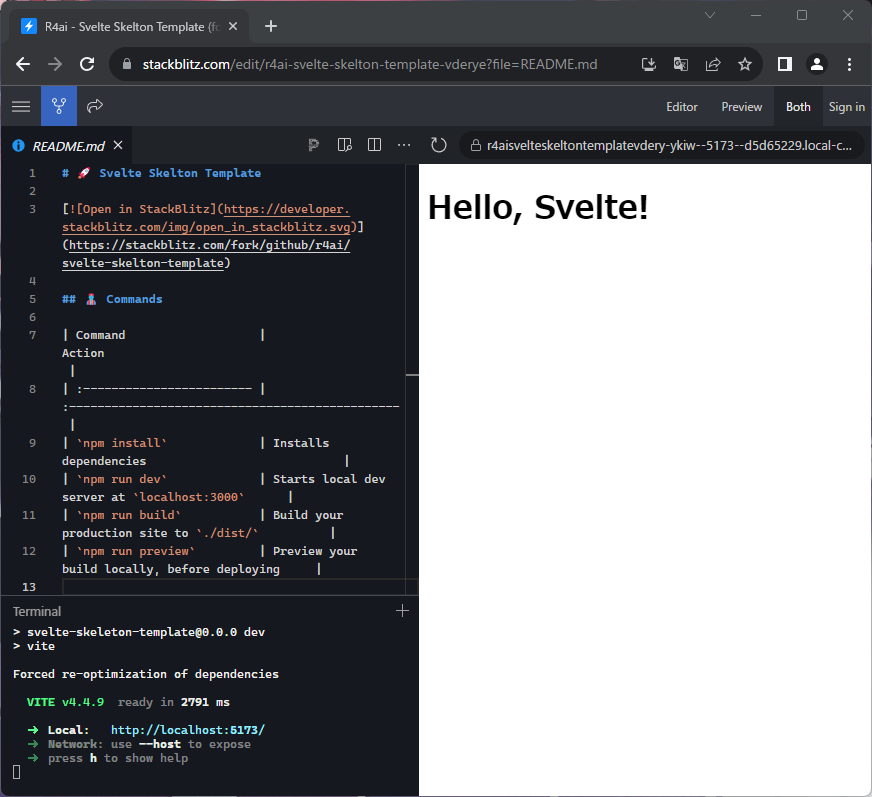 R4ai - Svelte Skelton Template (fo
stackblitz.com/edit/r4ai-svelte-skelton-template-vderye?file=README.md
Editor Preview Both Sign in
README.md
r4aisvelteskeltontemplatevdery-ykiw--5173--d5d65229.local-c...
1 # 🚀 Svelte Skelton Template
2
3 [![Open in StackBlitz](https://developer.
stackblitz.com/img/open_in_stackblitz.svg)]
(https://stackblitz.com/fork/github/r4ai/
svelte-skelton-template)
4
5 ## 🧞 Commands
6
7 | Command |
Action
|
8 | :------------------------ |
:-----------------------------------------------
|
9 | `npm install` | Installs
dependencies |
10 | `npm run dev` | Starts local dev
server at `localhost:3000` |
11 | `npm run build` | Build your
production site to `./dist/` |
12 | `npm run preview` | Preview your
build locally, before deploying |
13
Terminal
> svelte-skeleton-template@0.0.0 dev
> vite
Forced re-optimization of dependencies
VITE v4.4.9 ready in 2791 ms
➜ Local: http://localhost:5173/
➜ Network: use --host to expose
➜ press h to show help
Hello, Svelte!